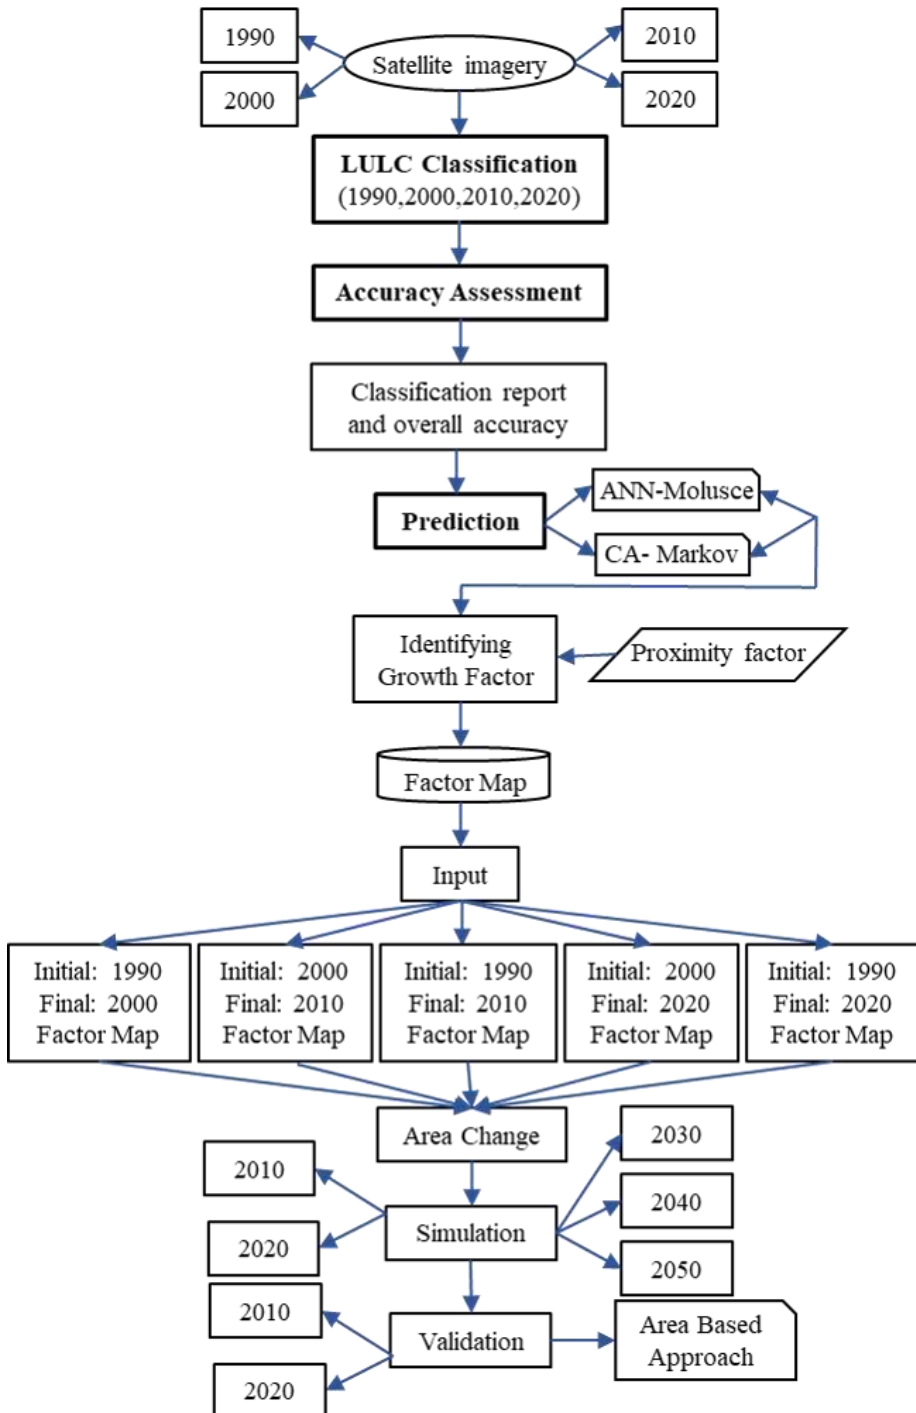 1990
2000
Satellite imagery
2010
2020
LULC Classification
(1990,2000,2010,2020)
Accuracy Assessment
Classification report
and overall accuracy
Prediction
ANN-Molusce
CA- Markov
Identifying
Growth Factor
Proximity factor
Factor Map
Input
Initial: 1990
Final: 2000
Factor Map
Initial: 2000
Final: 2010
Factor Map
Initial: 1990
Final: 2010
Factor Map
Initial: 2000
Final: 2020
Factor Map
Initial: 1990
Final: 2020
Factor Map
Area Change
2010
2020
Simulation
2030
2040
2050
2010
2020
Validation
Area Based
Approach